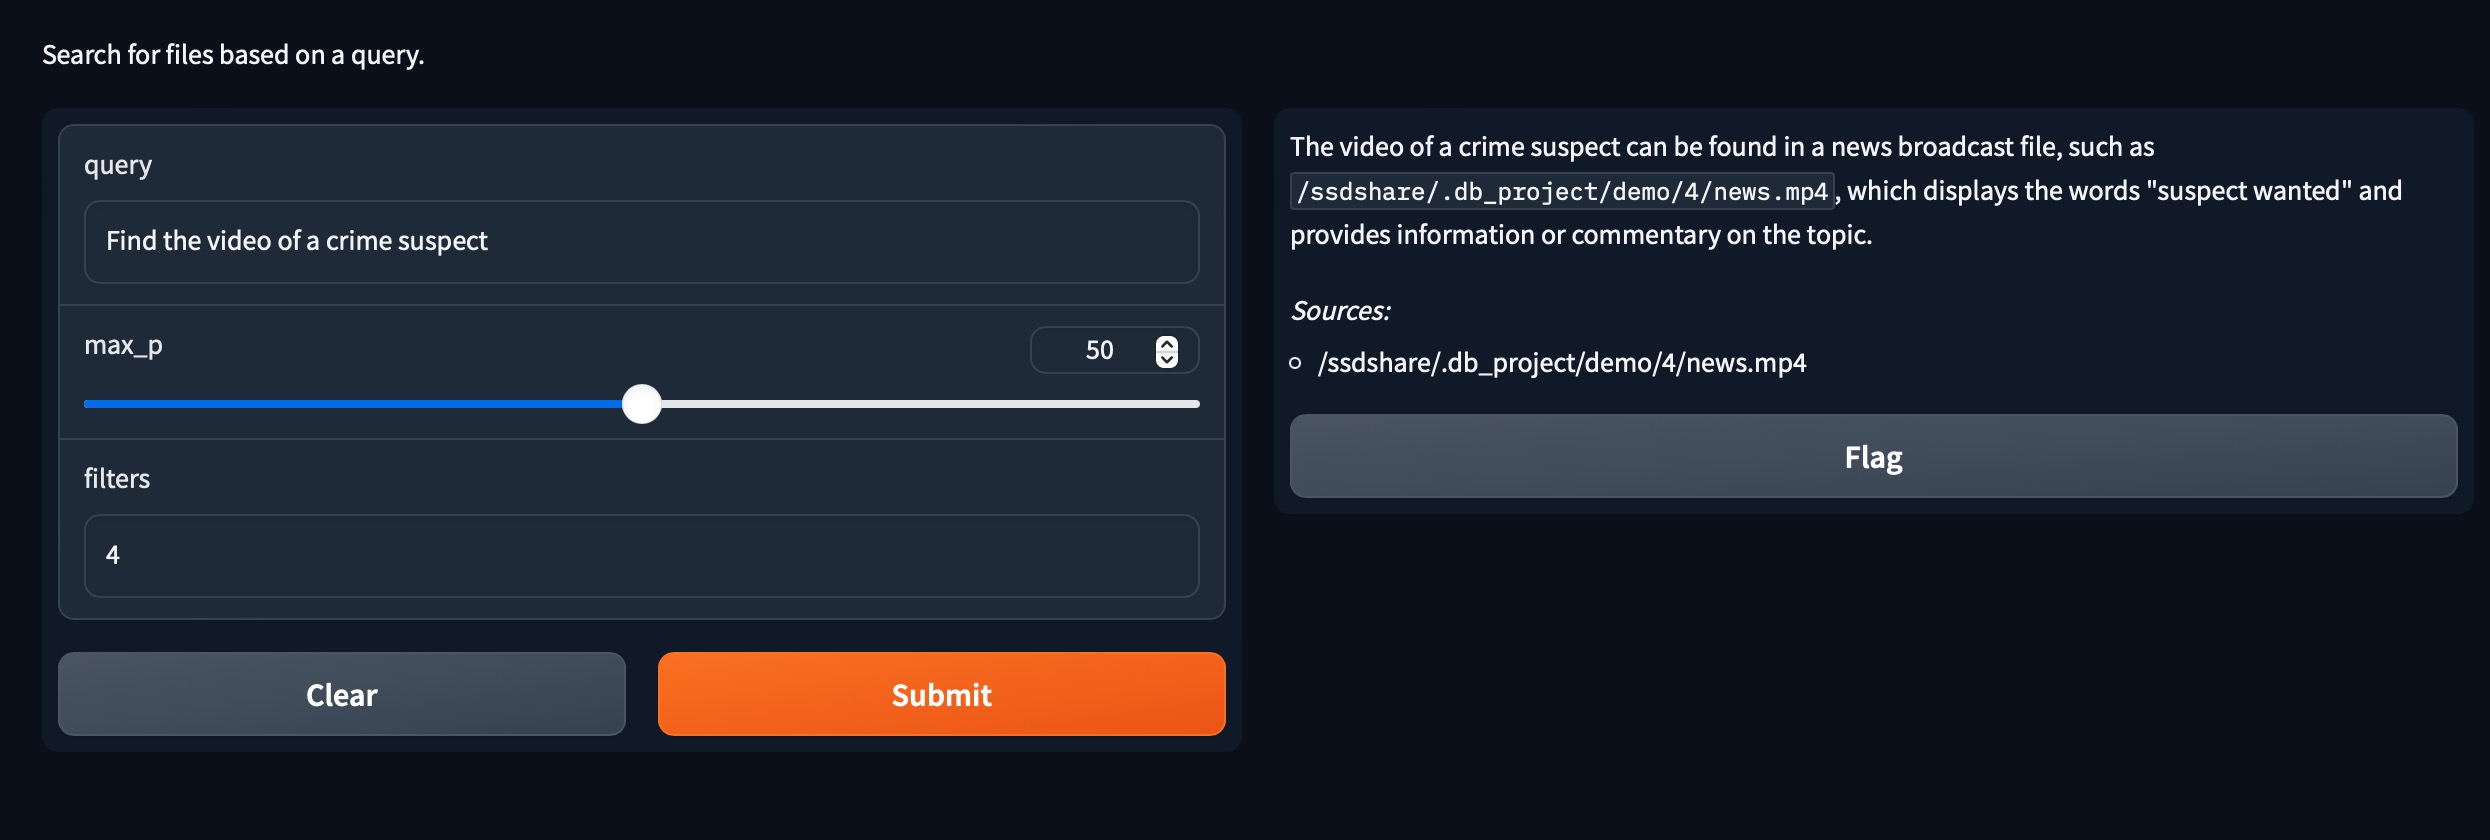 Search for files based on a query.
query
Find the video of a crime suspect
max_p
50
filters
4
Clear
Submit
The video of a crime suspect can be found in a news broadcast file, such as
/ssdshare/.db_project/demo/4/news.mp4, which displays the words "suspect wanted" and
provides information or commentary on the topic.
Sources:
/ssdshare/.db_project/demo/4/news.mp4
Flag